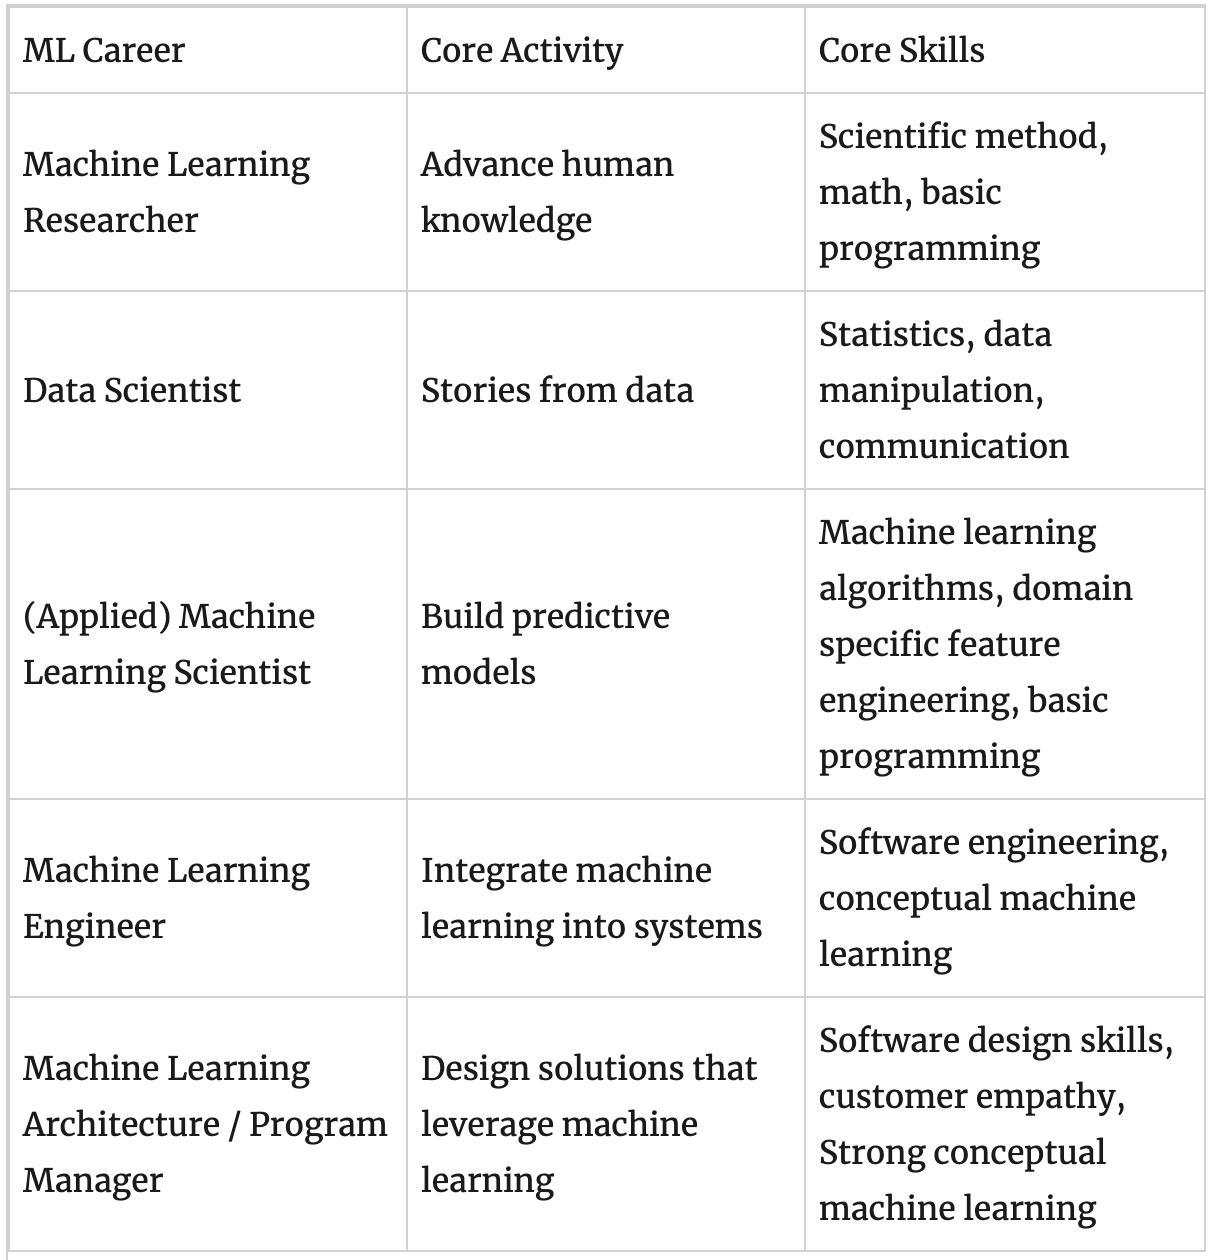 ML Career
Core Activity
Core Skills
Machine Learning
Researcher
Advance human
knowledge
Scientific method,
math, basic
programming
Data Scientist
Stories from data
Statistics, data
manipulation,
communication
(Applied) Machine
Learning Scientist
Build predictive
models
Machine learning
algorithms, domain
specific feature
engineering, basic
programming
Machine Learning
Engineer
Integrate machine
learning into systems
Software engineering,
conceptual machine
learning
Machine Learning
Architecture / Program
Manager
Design solutions that
leverage machine
learning
Software design skills,
customer empathy,
Strong conceptual
machine learning